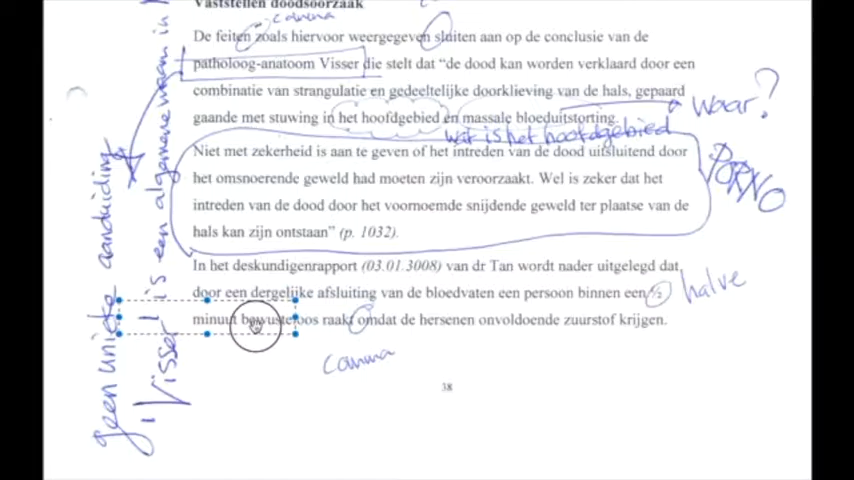 Vaststellen doodsoorzaak
comma
De feiten zoals hiervoor weergegeven sluiten aan op de conclusie van de
patholoog-anatoom Visser die stelt dat “de dood kan worden verklaard door een
combinatie van strangulatie en gedeeltelijke doorklieving van de hals, gepaard
gaande met stuwing in het hoofdgebied en massale bloeduitstorting.
waar?
wat is het hoofdgebied
Niet met zekerheid is aan te geven of het intreden van de dood uitsluitend door
het omsnoerende geweld had moeten zijn veroorzaakt. Wel is zeker dat het
intreden van de dood door het voornoemde snijdende geweld ter plaatse van de
hals kan zijn ontstaan” (p. 1032).
PORNO
In het deskundigenrapport (03.01.3008) van dr Tan wordt nader uitgelegd dat
door een dergelijke afsluiting van de bloedvaten een persoon binnen een ½
halve
minuut bewusteloos raakt omdat de hersenen onvoldoende zuurstof krijgen.
comma
38
geen unieke aanduiding
Visser is een algemene naam in